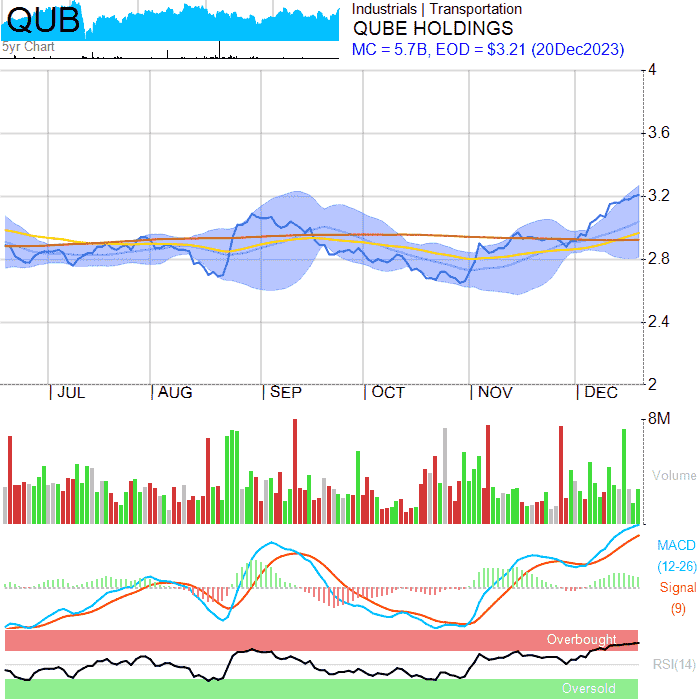 QUB
5yr Chart
Industrials | Transportation
QUBE HOLDINGS
MC = 5.7B, EOD = $3.21 (20Dec2023)
4
3.6
3.2
2.8
2.4
2
JUL
AUG
SEP
OCT
NOV
DEC
8M
Volume
MACD
(12-26)
Signal
(9)
Overbought
RSI(14)
Oversold